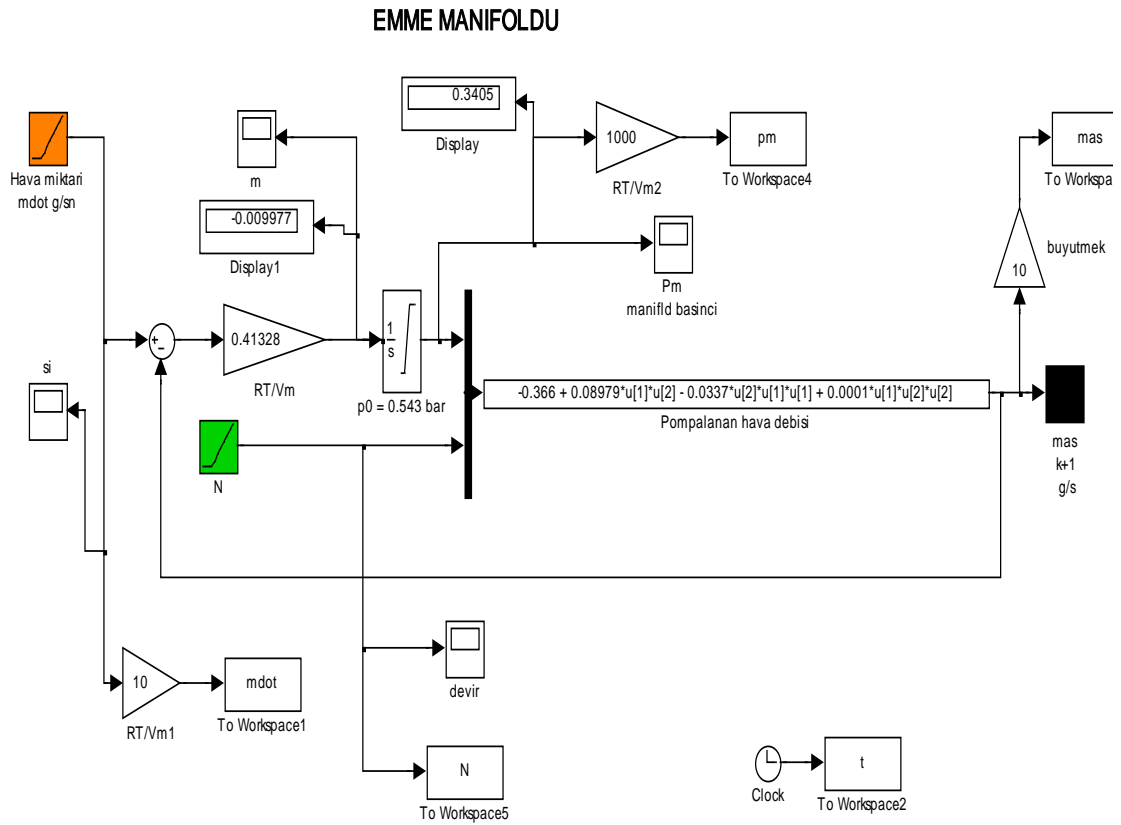 EMME MANIFOLDU
0.3405
Display
1000
RT/Vm2
pm
To Workspace4
mas
To Workspa
Hava miktari
mdot g/sn
m
-0.009977
Display1
Pm
manifld basinci
10
buyutmek
+
-
0.41328
RT/Vm
1
s
p0 = 0.543 bar
-0.366 + 0.08979*u[1]*u[2] - 0.0337*u[2]*u[1]*u[1] + 0.0001*u[1]*u[2]*u[2]
Pompalanan hava debisi
mas
k+1
g/s
si
N
devir
10
RT/Vm1
mdot
To Workspace1
N
To Workspace5
Clock
t
To Workspace2